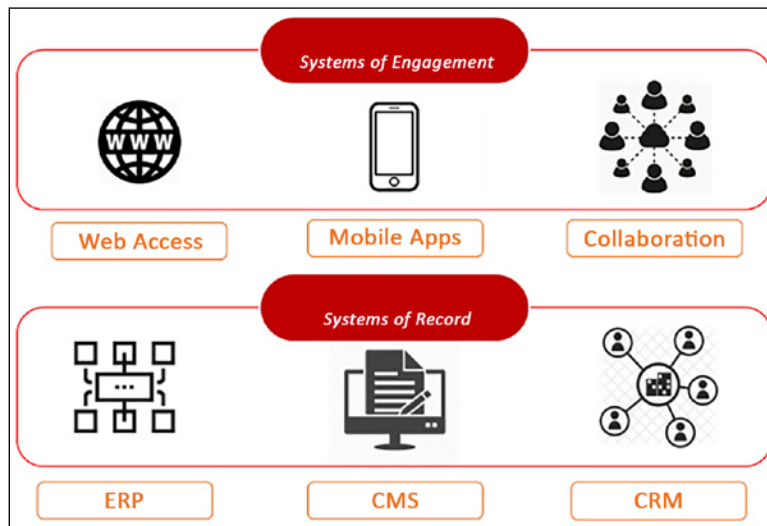 Systems of Engagement
WWW
Web Access
Mobile Apps
Collaboration
Systems of Record
ERP
CMS
CRM